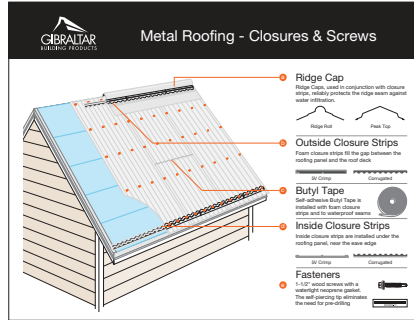 GIBRALTAR
BUILDING PRODUCTS
Metal Roofing - Closures & Screws
a
Ridge Cap
Ridge Caps, used in conjunction with closure
strips, reliably protects the ridge seam against
water infiltration.
Ridge Roll
Peak Top
b
Outside Closure Strips
Foam closure strips fill the gap between the
roofing panel and the roof deck
5V Crimp
Corrugated
c
Butyl Tape
Self-adhesive Butyl Tape is
installed with foam closure
strips and to waterproof seams
d
Inside Closure Strips
Inside closure strips are installed under the
roofing panel, near the eave edge
5V Crimp
Corrugated
Fasteners
e
1-1/2" wood screws with a
watertight neoprene gasket.
The self-piercing tip eliminates
the need for pre-drilling